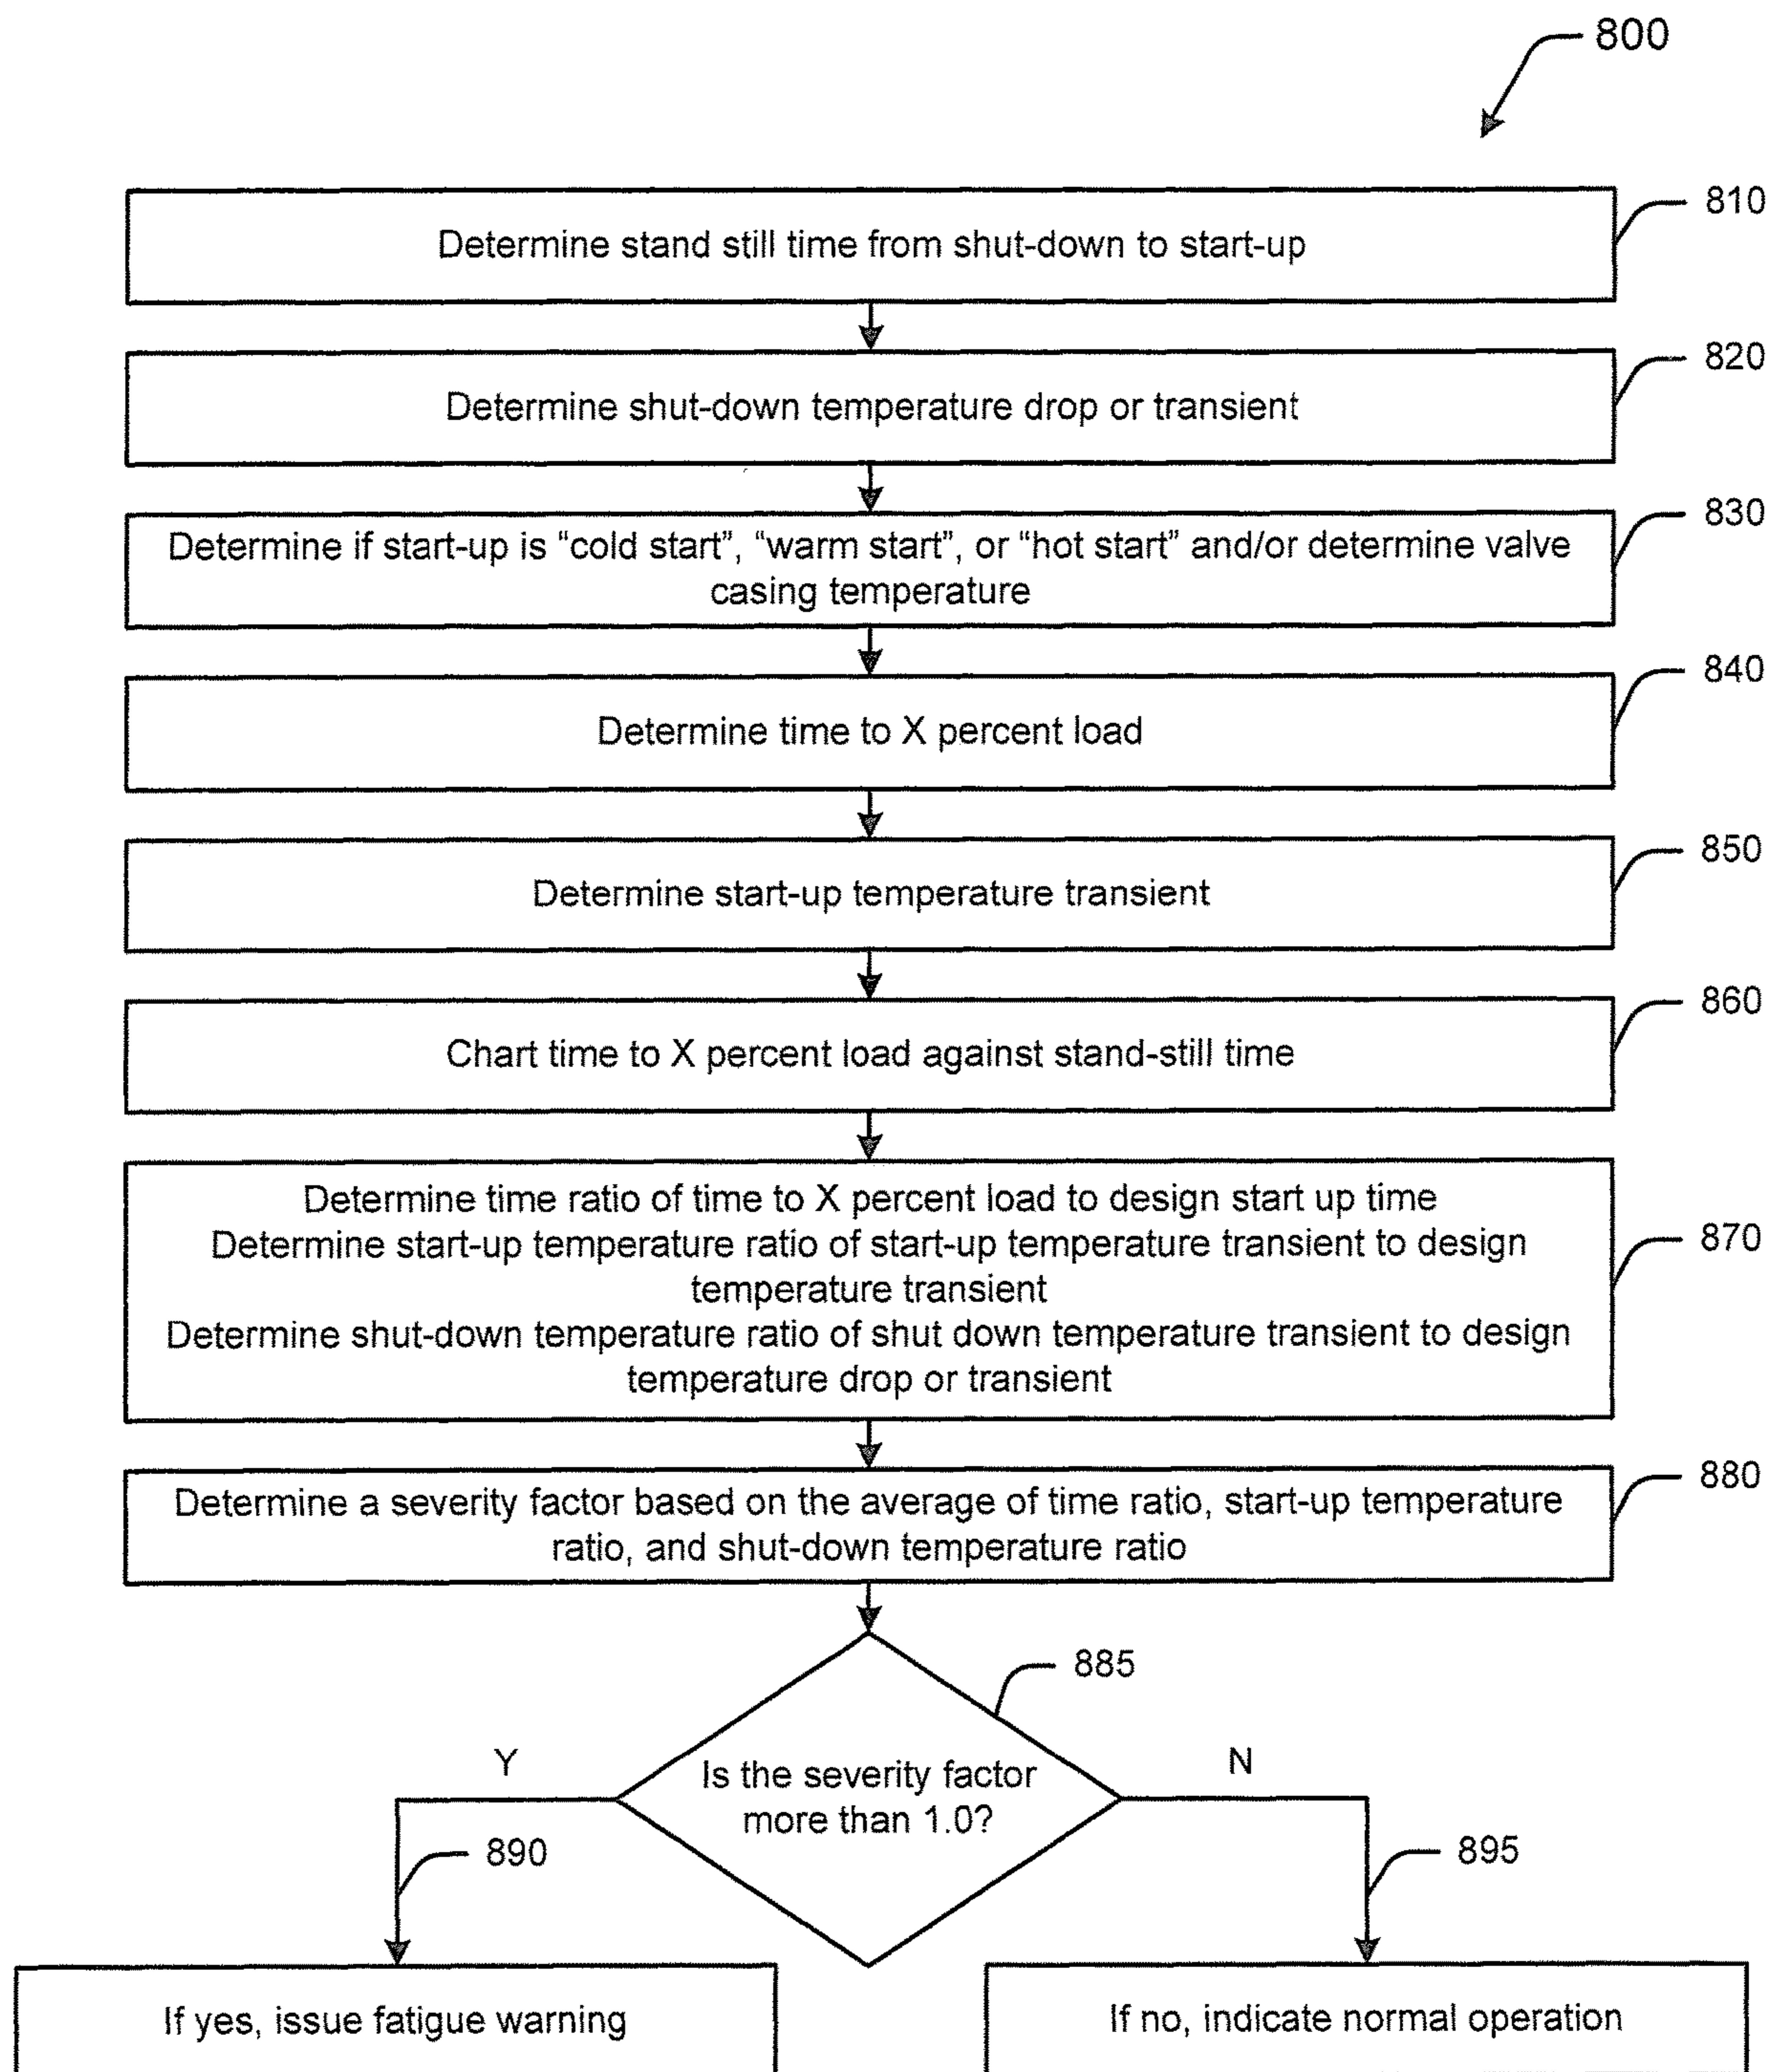 800
810
Determine stand still time from shut-down to start-up
820
Determine shut-down temperature drop or transient
830
Determine if start-up is “cold start”, “warm start”, or “hot start” and/or determine valve
casing temperature
840
Determine time to X percent load
850
Determine start-up temperature transient
860
Chart time to X percent load against stand-still time
870
Determine time ratio of time to X percent load to design start up time
Determine start-up temperature ratio of start-up temperature transient to design
temperature transient
Determine shut-down temperature ratio of shut down temperature transient to design
temperature drop or transient
880
Determine a severity factor based on the average of time ratio, start-up temperature
ratio, and shut-down temperature ratio
885
Is the severity factor
more than 1.0?
Y
N
890
895
If yes, issue fatigue warning
If no, indicate normal operation